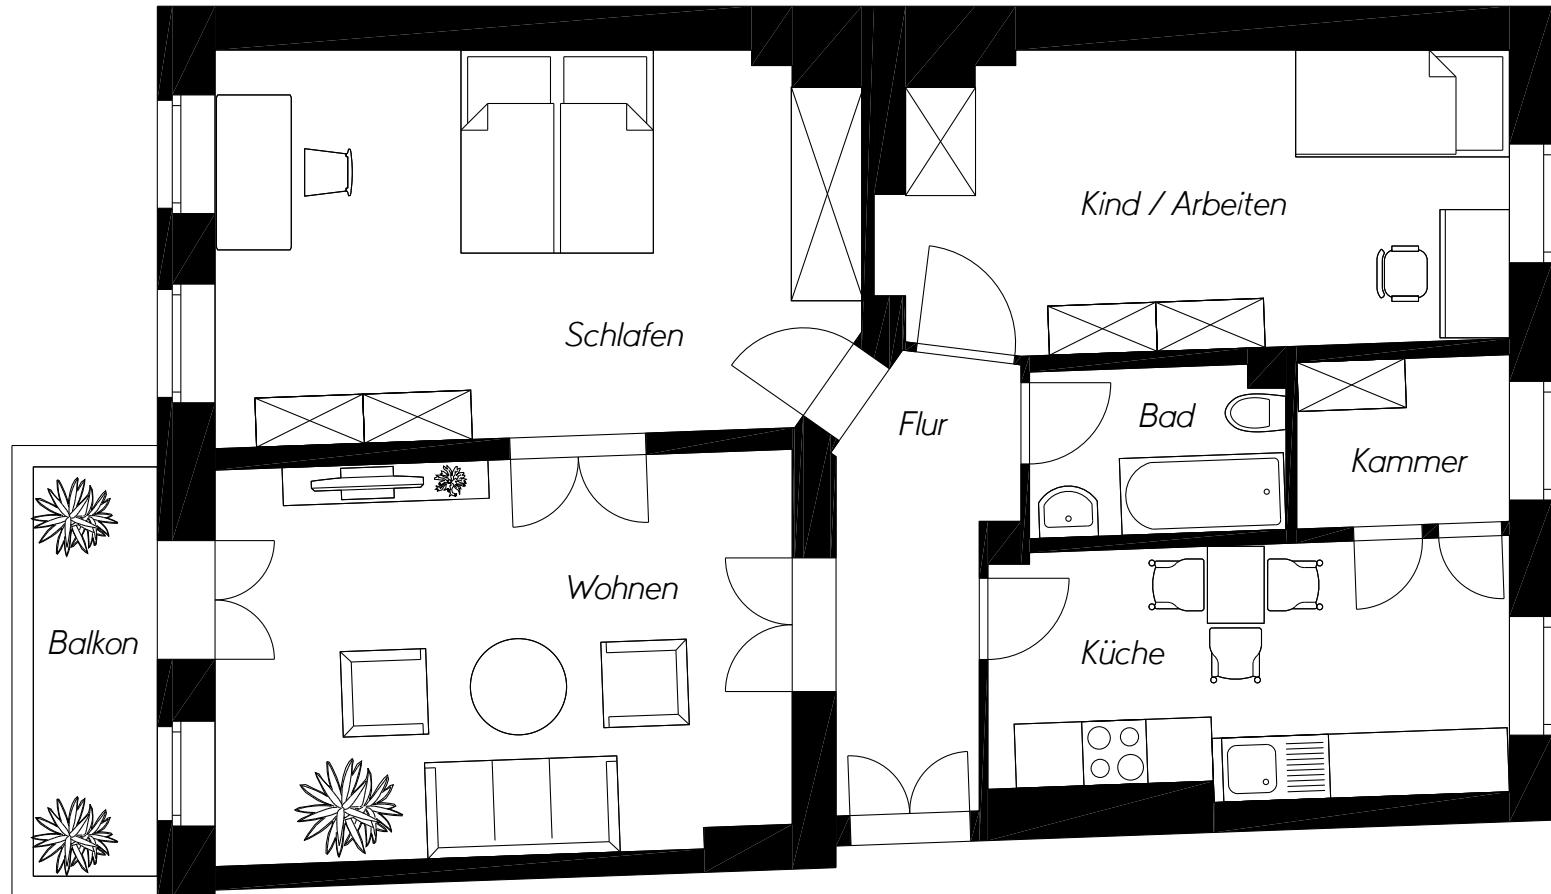 Kind / Arbeiten
Schlafen
Flur
Bad
Kammer
Wohnen
Balkon
Küche